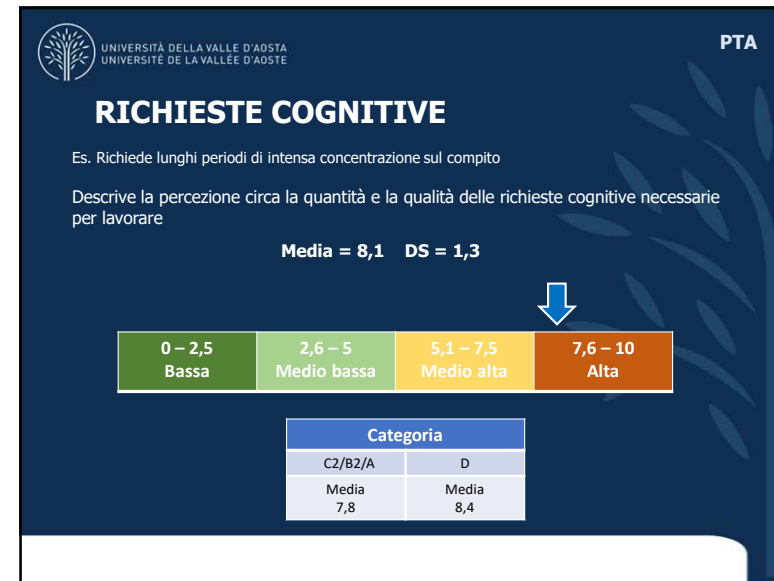 UNIVERSITÀ DELLA VALLE D'AOSTA
UNIVERSITÉ DE LA VALLÉE D'AOSTE
PTA
RICHIESTE COGNITIVE
Es. Richiede lunghi periodi di intensa concentrazione sul compito
Descrive la percezione circa la quantità e la qualità delle richieste cognitive necessarie
per lavorare
Media = 8,1 DS = 1,3
0 – 2,5 2,6 – 5 5,1 – 7,5 7,6 – 10
Bassa Medio bassa Medio alta Alta
Categoria
C2/B2/A D
Media Media
7,8 8,4